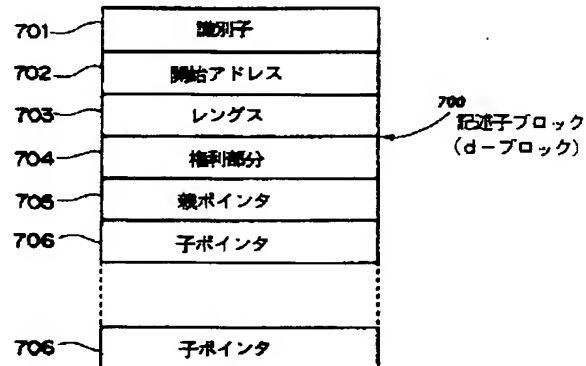 701 識別子
702 開始アドレス
703 レングス
700
記述子ブロック
(d-ブロック)
704 権利部分
705 親ポインタ
706 子ポインタ
706 子ポインタ